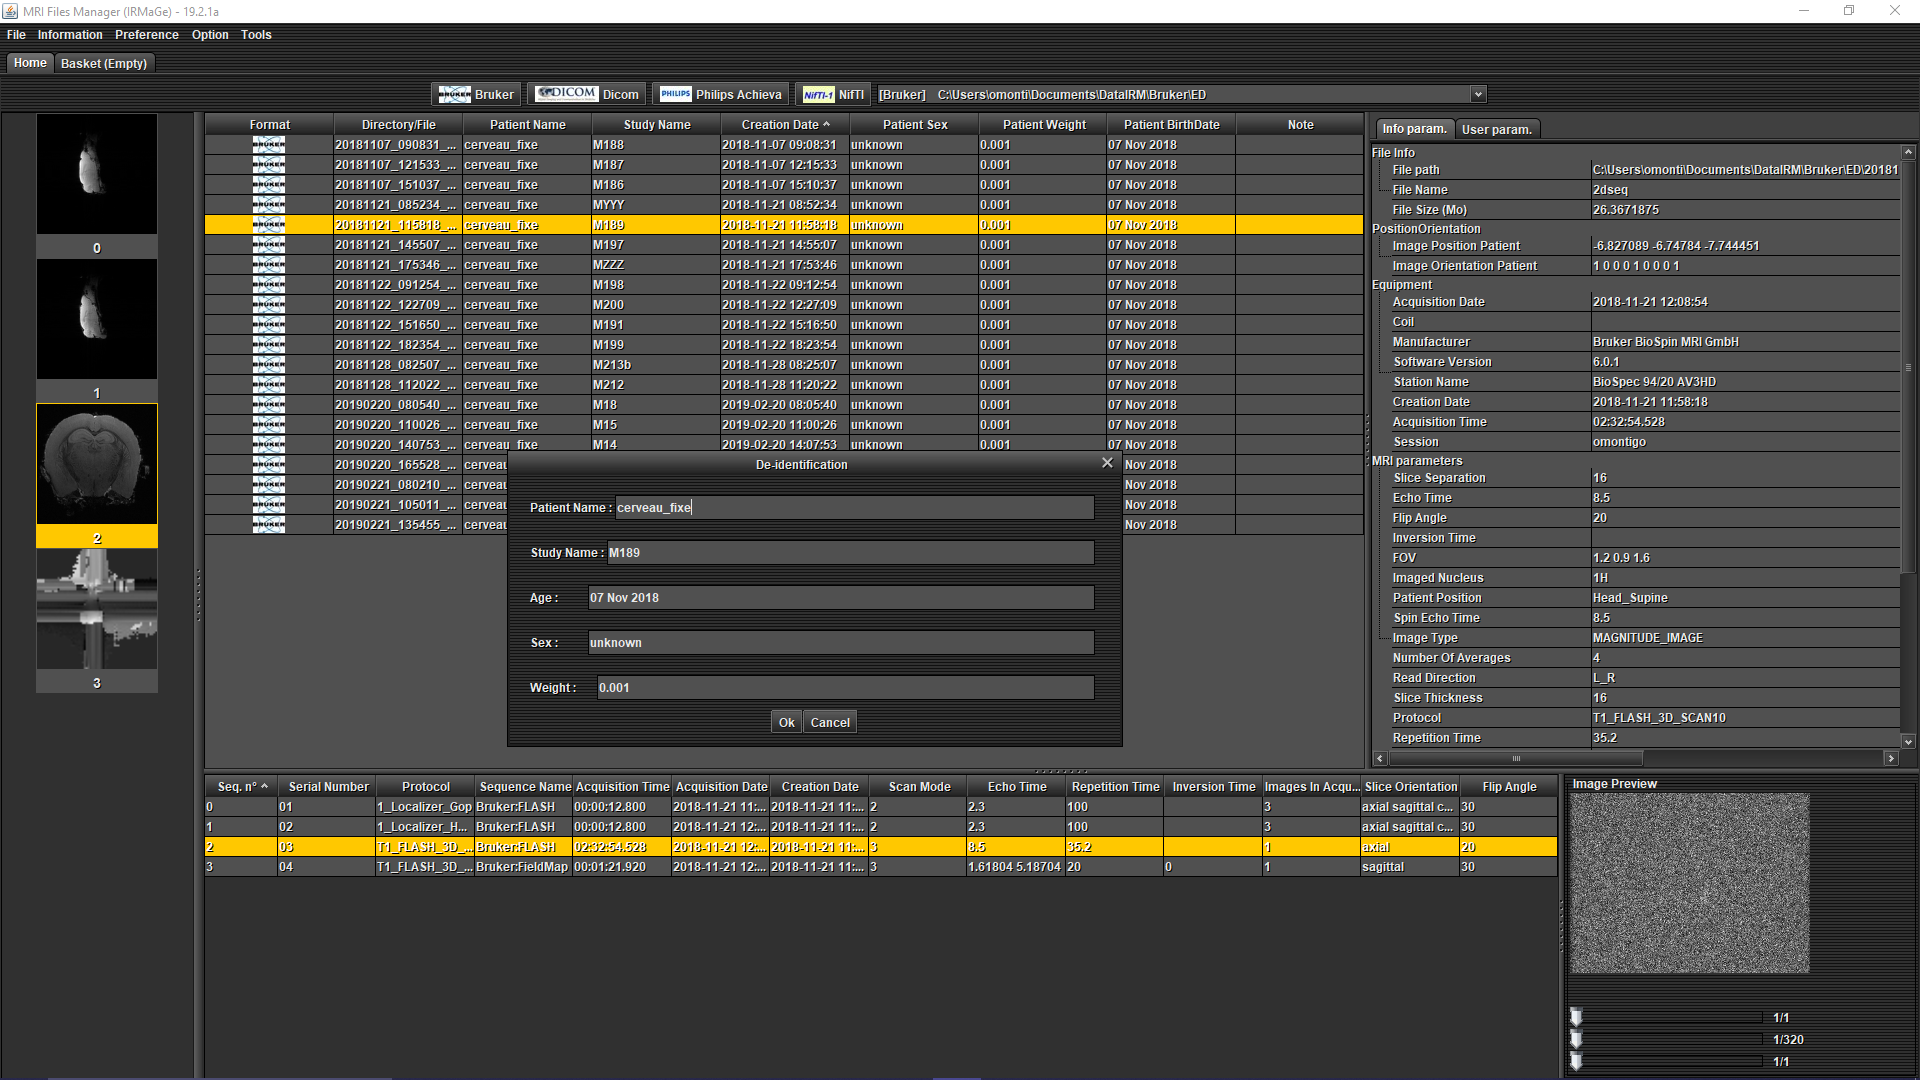 MRI Files Manager (IRMaGe) - 19.2.1a
File Information Preference Option Tools
Home Basket (Empty)
BRUKER Bruker DICOM Dicom PHILIPS Philips Achieva NifTI-1 NIfTI [Bruker] C:\Users\omonti\Documents\DataIRM\Bruker\ED
0
1
2
3
Format Directory/File Patient Name Study Name Creation Date Patient Sex Patient Weight Patient BirthDate Note
BRUKER 20181107_090831_... cerveau_fixe M188 2018-11-07 09:08:31 unknown 0.001 07 Nov 2018
BRUKER 20181107_121533_... cerveau_fixe M187 2018-11-07 12:15:33 unknown 0.001 07 Nov 2018
BRUKER 20181107_151037_... cerveau_fixe M186 2018-11-07 15:10:37 unknown 0.001 07 Nov 2018
BRUKER 20181121_085234_... cerveau_fixe MYYY 2018-11-21 08:52:34 unknown 0.001 07 Nov 2018
BRUKER 20181121_115818_... cerveau_fixe M189 2018-11-21 11:58:18 unknown 0.001 07 Nov 2018
BRUKER 20181121_145507_... cerveau_fixe M197 2018-11-21 14:55:07 unknown 0.001 07 Nov 2018
BRUKER 20181121_175346_... cerveau_fixe MZZZ 2018-11-21 17:53:46 unknown 0.001 07 Nov 2018
BRUKER 20181122_091254_... cerveau_fixe M198 2018-11-22 09:12:54 unknown 0.001 07 Nov 2018
BRUKER 20181122_122709_... cerveau_fixe M200 2018-11-22 12:27:09 unknown 0.001 07 Nov 2018
BRUKER 20181122_151650_... cerveau_fixe M191 2018-11-22 15:16:50 unknown 0.001 07 Nov 2018
BRUKER 20181122_182354_... cerveau_fixe M199 2018-11-22 18:23:54 unknown 0.001 07 Nov 2018
BRUKER 20181128_082507_... cerveau_fixe M213b 2018-11-28 08:25:07 unknown 0.001 07 Nov 2018
BRUKER 20181128_112022_... cerveau_fixe M212 2018-11-28 11:20:22 unknown 0.001 07 Nov 2018
BRUKER 20190220_080540_... cerveau_fixe M18 2019-02-20 08:05:40 unknown 0.001 07 Nov 2018
BRUKER 20190220_110026_... cerveau_fixe M15 2019-02-20 11:00:26 unknown 0.001 07 Nov 2018
BRUKER 20190220_140753_... cerveau_fixe M14 2019-02-20 14:07:53 unknown 0.001 07 Nov 2018
BRUKER 20190220_165528_... cerveau Nov 2018
BRUKER 20190221_080210_... cerveau Nov 2018
BRUKER 20190221_105011_... cerveau Nov 2018
BRUKER 20190221_135455_... cerveau Nov 2018
De-identification
Patient Name : cerveau_fixe
Study Name : M189
Age : 07 Nov 2018
Sex : unknown
Weight : 0.001
Ok Cancel
Info param. User param.
File Info
File path C:\Users\omonti\Documents\DataIRM\Bruker\ED\20181
File Name 2dseq
File Size (Mo) 26.3671875
PositionOrientation
Image Position Patient -6.827089 -6.74784 -7.744451
Image Orientation Patient 1 0 0 0 1 0 0 0 1
Equipment
Acquisition Date 2018-11-21 12:08:54
Coil
Manufacturer Bruker BioSpin MRI GmbH
Software Version 6.0.1
Station Name BioSpec 94/20 AV3HD
Creation Date 2018-11-21 11:58:18
Acquisition Time 02:32:54.528
Session omontigo
MRI parameters
Slice Separation 16
Echo Time 8.5
Flip Angle 20
Inversion Time
FOV 1.2 0.9 1.6
Imaged Nucleus 1H
Patient Position Head_Supine
Spin Echo Time 8.5
Image Type MAGNITUDE_IMAGE
Number Of Averages 4
Read Direction L_R
Slice Thickness 16
Protocol T1_FLASH_3D_SCAN10
Repetition Time 35.2
Seq. n° Serial Number Protocol Sequence Name Acquisition Time Acquisition Date Creation Date Scan Mode Echo Time Repetition Time Inversion Time Images In Acqu... Slice Orientation Flip Angle
0 01 1_Localizer_Gop Bruker:FLASH 00:00:12.800 2018-11-21 11:... 2018-11-21 11:... 2 2.3 100 3 axial sagittal c... 30
1 02 1_Localizer_H... Bruker:FLASH 00:00:12.800 2018-11-21 12:... 2018-11-21 11:... 2 2.3 100 3 axial sagittal c... 30
2 03 T1_FLASH_3D_... Bruker:FLASH 02:32:54.528 2018-11-21 12:... 2018-11-21 11:... 3 8.5 35.2 1 axial 20
3 04 T1_FLASH_3D_... Bruker:FieldMap 00:01:21.920 2018-11-21 12:... 2018-11-21 11:... 3 1.61804 5.18704 20 0 1 sagittal 30
Image Preview
1/1
1/320
1/1